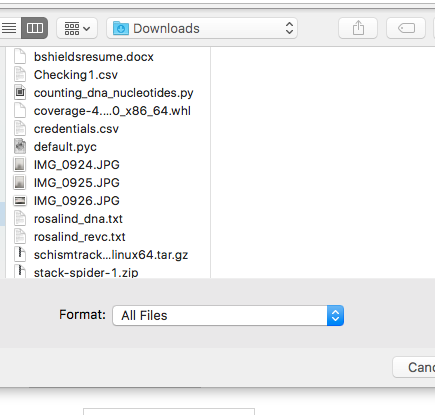 Downloads
bshieldsresume.docx
Checking1.csv
counting_dna_nucleotides.py
coverage-4....0_x86_64.whl
credentials.csv
default.pyc
IMG_0924.JPG
IMG_0925.JPG
IMG_0926.JPG
rosalind_dna.txt
rosalind_revc.txt
schismtrack...linux64.tar.gz
stack-spider-1.zip
Format: All Files
Canc